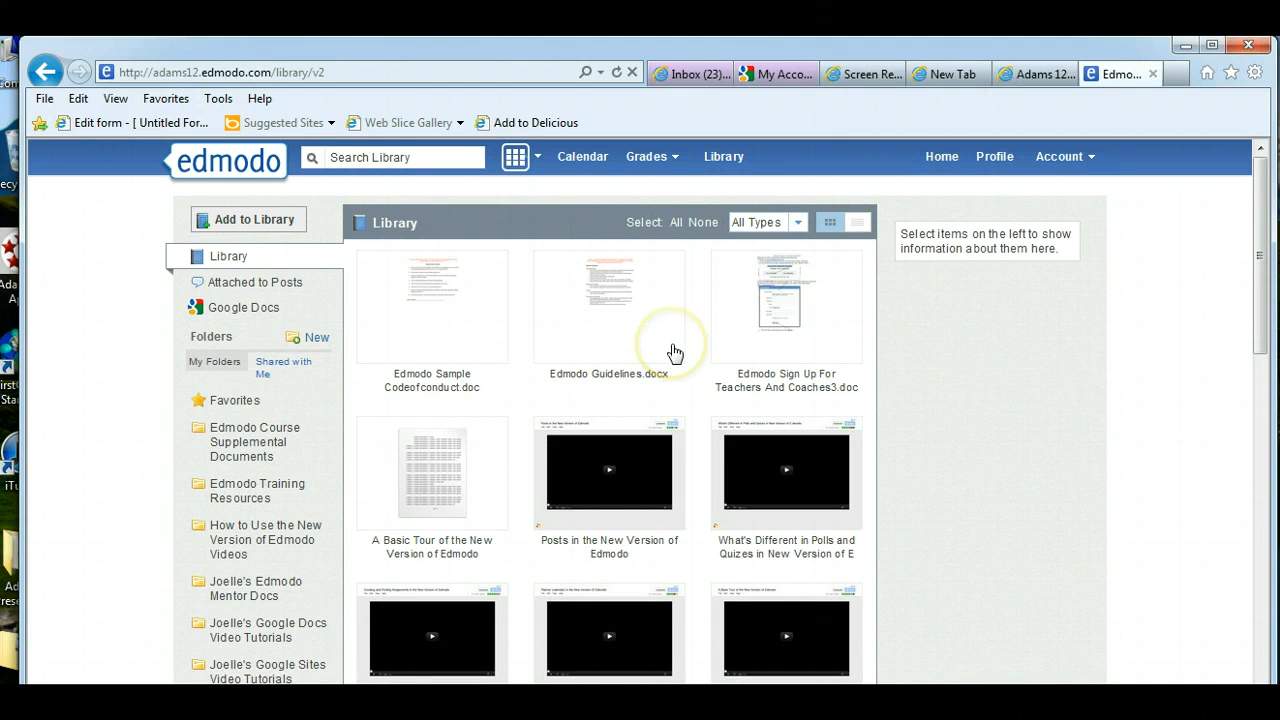 http://adams12.edmodo.com/library/v2
Inbox (23)...
My Acco...
Screen Re...
New Tab
Adams 12...
Edmo...
File Edit View Favorites Tools Help
Edit form - [ Untitled For...
Suggested Sites
Web Slice Gallery
Add to Delicious
edmodo
Search Library
Calendar
Grades
Library
Home
Profile
Account
Add to Library
Library
Select: All None
All Types
Select items on the left to show
information about them here.
Library
Attached to Posts
Google Docs
Folders
New
My Folders
Shared with
Me
Favorites
Edmodo Course
Supplemental
Documents
Edmodo Training
Resources
How to Use the New
Version of Edmodo
Videos
Joelle's Edmodo
Mentor Docs
Joelle's Google Docs
Video Tutorials
Joelle's Google Sites
Video Tutorials
Edmodo Sample
Codeofconduct.doc
Edmodo Guidelines.docx
Edmodo Sign Up For
Teachers And Coaches3.doc
A Basic Tour of the New
Version of Edmodo
Posts in the New Version of
Edmodo
What's Different in Polls and
Quizes in New Version of E